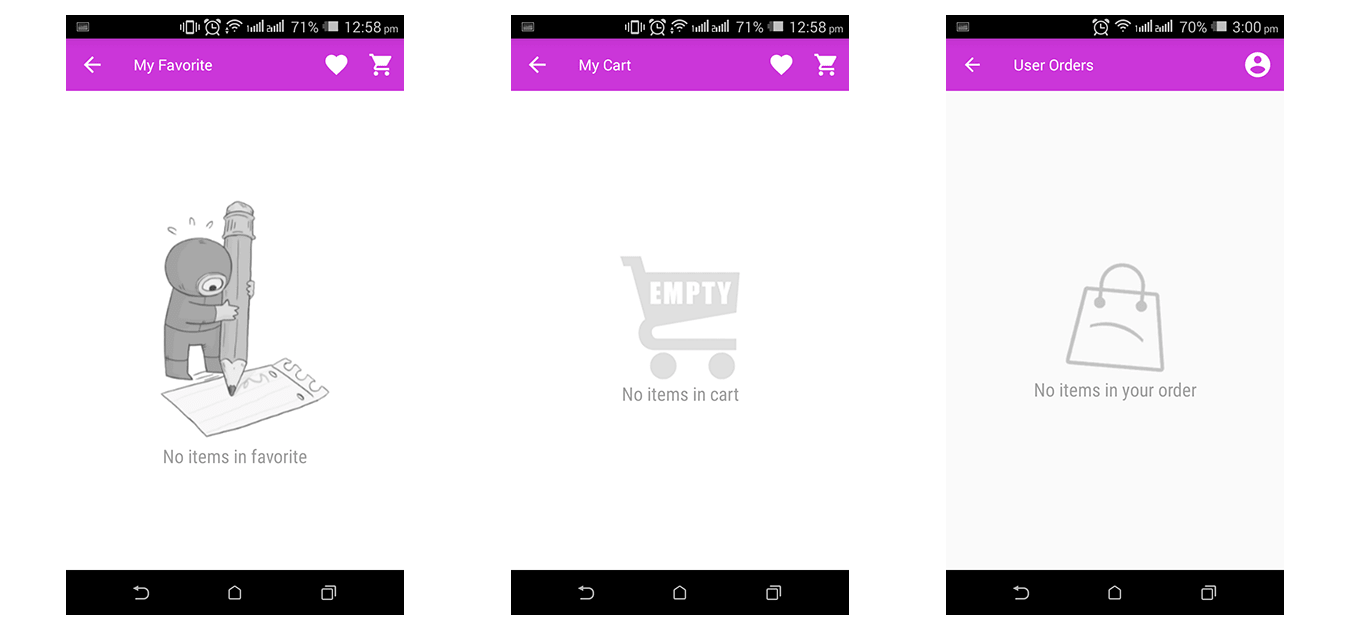 71% 12:58 pm
My Favorite
No items in favorite
71% 12:58 pm
My Cart
EMPTY
No items in cart
70% 3:00 pm
User Orders
No items in your order